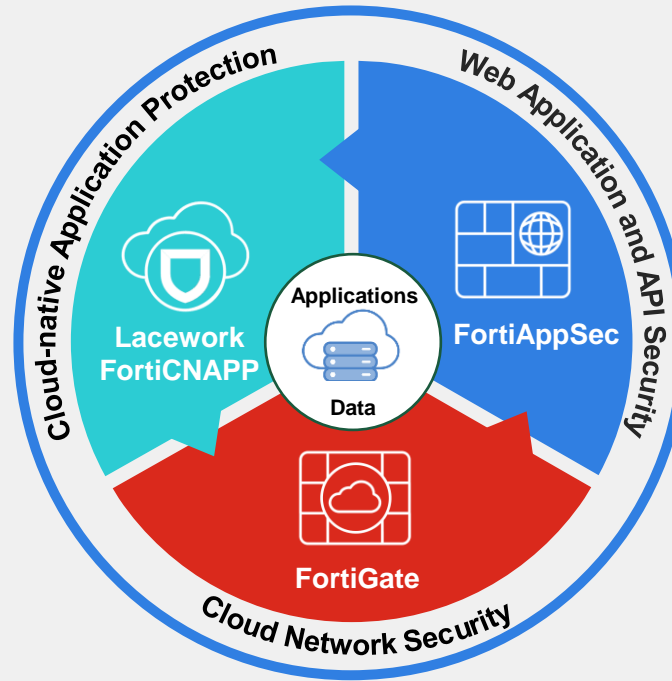 Cloud-native Application Protection
Web Application and API Security
Lacework
FortiCNAPP
Applications
Data
FortiAppSec
FortiGate
Cloud Network Security